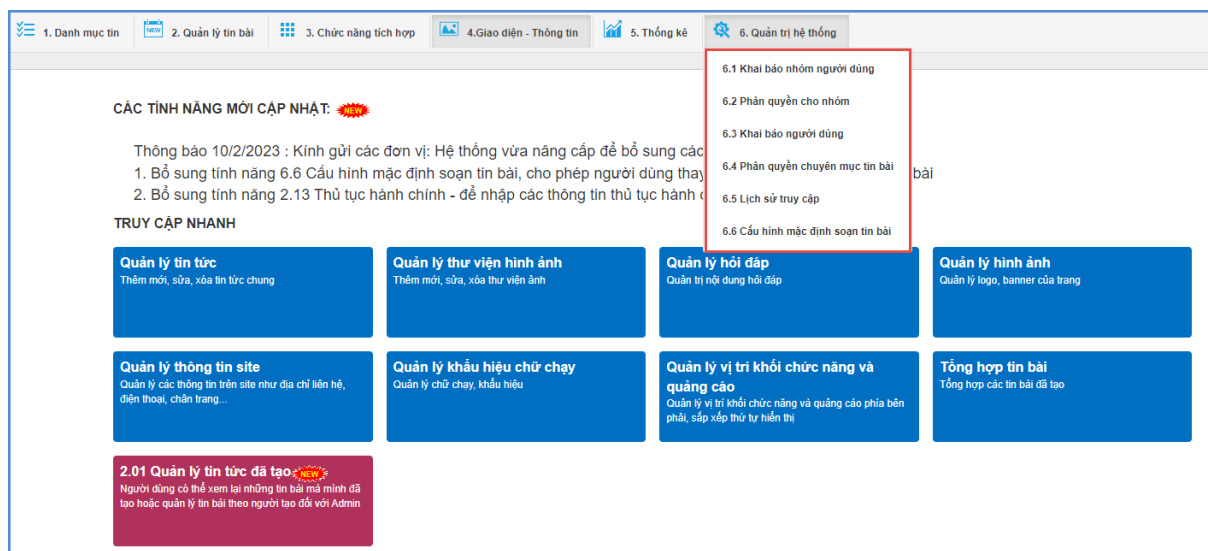 1. Danh mục tin
NEW
2. Quản lý tin bài
3. Chức năng tích hợp
4.Giao diện - Thông tin
5. Thống kê
6. Quản trị hệ thống
6.1 Khai báo nhóm người dùng
6.2 Phân quyền cho nhóm
6.3 Khai báo người dùng
6.4 Phân quyền chuyên mục tin bài
6.5 Lịch sử truy cập
6.6 Cấu hình mặc định soạn tin bài
CÁC TÍNH NĂNG MỚI CẬP NHẬT: NEW
Thông báo 10/2/2023 : Kính gửi các đơn vị: Hệ thống vừa nâng cấp để bổ sung các
1. Bổ sung tính năng 6.6 Cấu hình mặc định soạn tin bài, cho phép người dùng thay bài
2. Bổ sung tính năng 2.13 Thủ tục hành chính - để nhập các thông tin thủ tục hành
TRUY CẬP NHANH
Quản lý tin tức
Thêm mới, sửa, xóa tin tức chung
Quản lý thư viện hình ảnh
Thêm mới, sửa, xóa thư viện ảnh
Quản lý hỏi đáp
Quản trị nội dung hỏi đáp
Quản lý hình ảnh
Quản lý logo, banner của trang
Quản lý thông tin site
Quản lý các thông tin trên site như địa chỉ liên hệ,
điện thoại, chân trang...
Quản lý khẩu hiệu chữ chạy
Quản lý chữ chạy, khẩu hiệu
Quản lý vị trí khối chức năng và
quảng cáo
Quản lý vị trí khối chức năng và quảng cáo phía bên
phải, sắp xếp thứ tự hiển thị
Tổng hợp tin bài
Tổng hợp các tin bài đã tạo
2.01 Quản lý tin tức đã tạo NEW
Người dùng có thể xem lại những tin bài mà mình đã
tạo hoặc quản lý tin bài theo người tạo đối với Admin